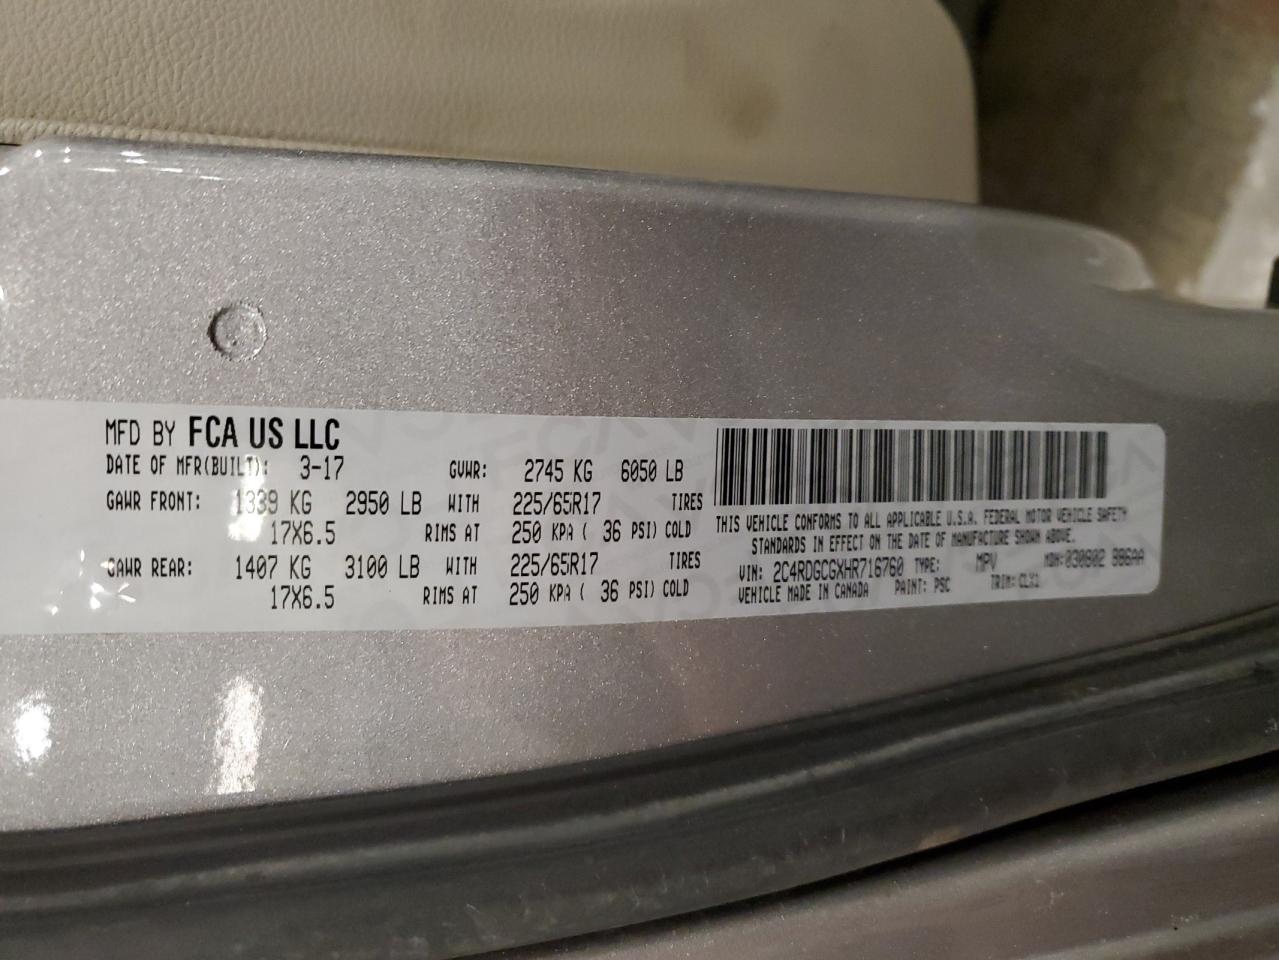 MFD BY FCA US LLC
DATE OF MFR(BUILT): 3-17 GVWR: 2745 KG 6050 LB
GAWR FRONT: 1339 KG 2950 LB WITH 225/65R17 TIRES
17X6.5 RIMS AT 250 KPA ( 36 PSI) COLD
GAWR REAR: 1407 KG 3100 LB WITH 225/65R17 TIRES
17X6.5 RIMS AT 250 KPA ( 36 PSI) COLD
THIS VEHICLE CONFORMS TO ALL APPLICABLE U.S.A. FEDERAL MOTOR VEHICLE SAFETY
STANDARDS IN EFFECT ON THE DATE OF MANUFACTURE SHOWN ABOVE.
VIN: 2C4RDGCGXHR716760 TYPE: MPV MDH:
VEHICLE MADE IN CANADA PAINT: PSC TRIM: